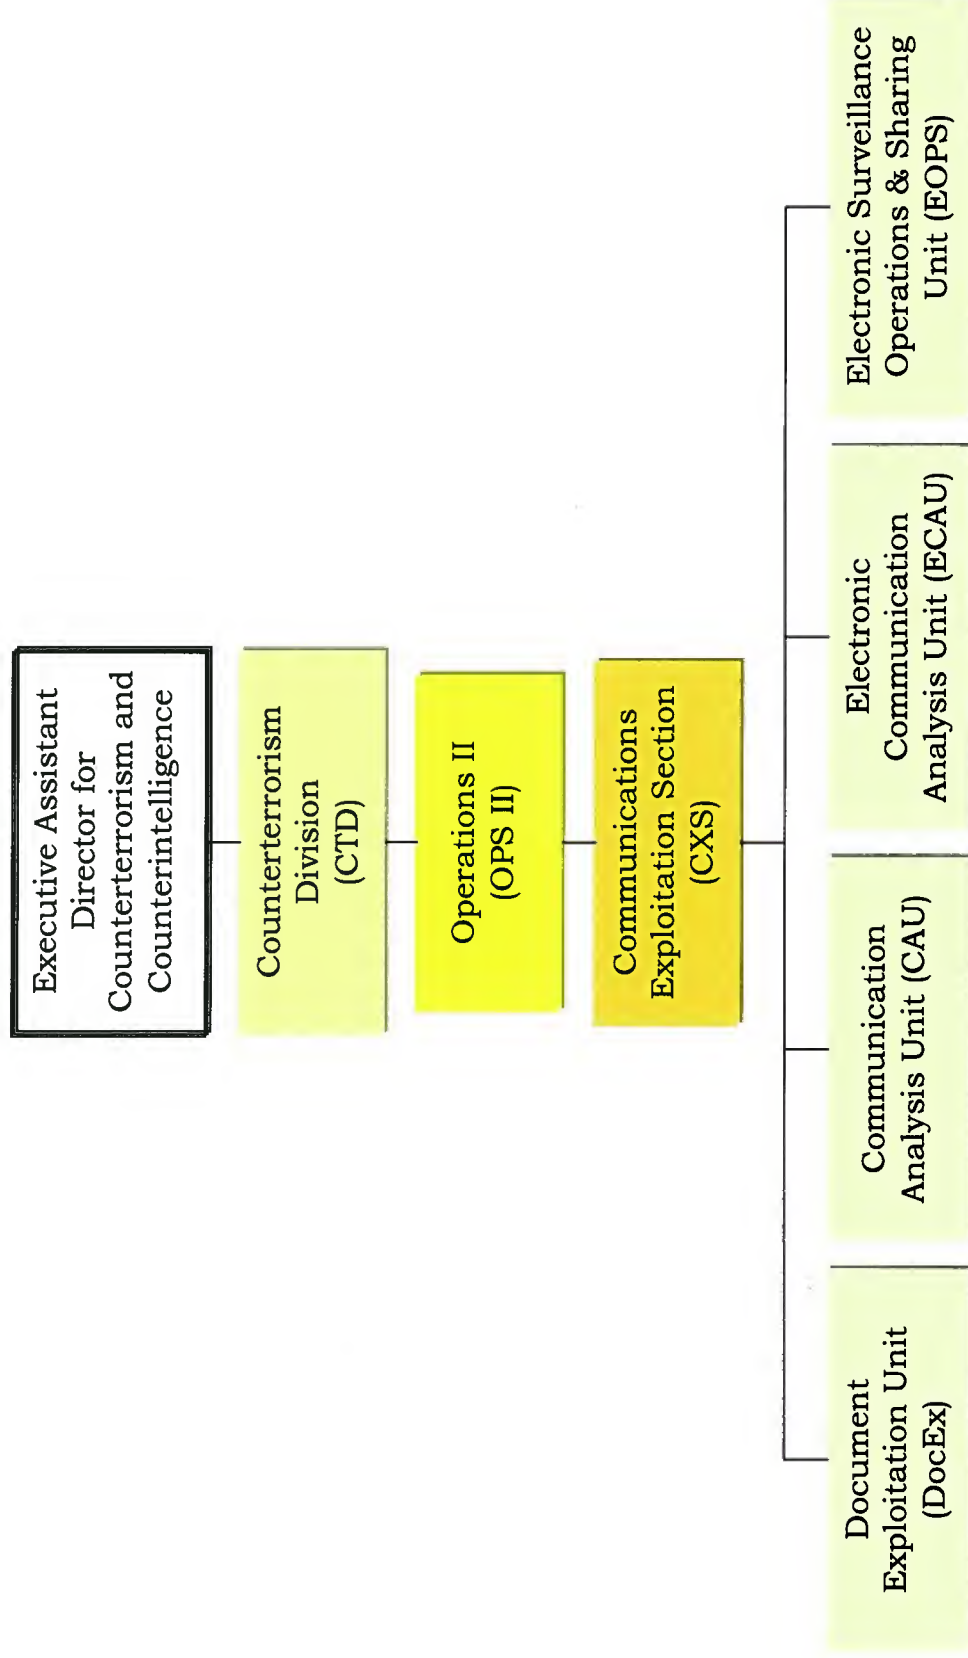 Executive Assistant
Director for
Counterterrorism and
Counterintelligence
Counterterrorism
Division
(CTD)
Operations II
(OPS II)
Communications
Exploitation Section
(CXS)
Document
Exploitation Unit
(DocEx)
Communication
Analysis Unit (CAU)
Electronic
Communication
Analysis Unit (ECAU)
Electronic Surveillance
Operations & Sharing
Unit (EOPS)